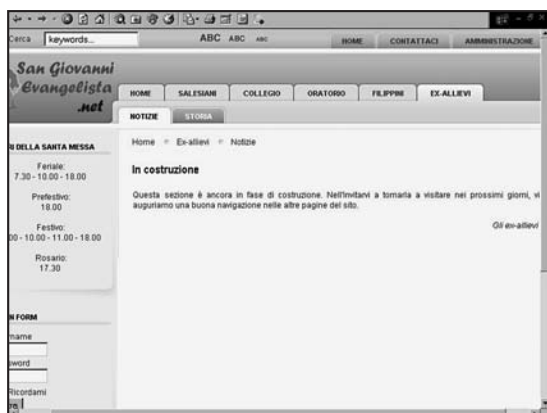 Cerca keywords... ABC ABC ABC HOME CONTATTACI AMMINISTRAZIONE
San Giovanni
Evangelista
.net
HOME SALESIANI COLLEGIO ORATORIO FILIPPINI EX-ALLIEVI
NOTIZIE STORIA
Home Ex-allievi Notizie
RI DELLA SANTA MESSA
Feriale:
7.30 - 10.00 - 18.00
Prefestivo:
18.00
Festivo:
00 - 10.00 - 11.00 - 18.00
Rosario:
17.30
In costruzione
Questa sezione è ancora in fase di costruzione. Nell'invitarvi a tornarla a visitare nei prossimi giorni, vi
auguriamo una buona navigazione nelle altre pagine del sito.
Gli ex-allievi
N FORM
rname
sword
Ricordami